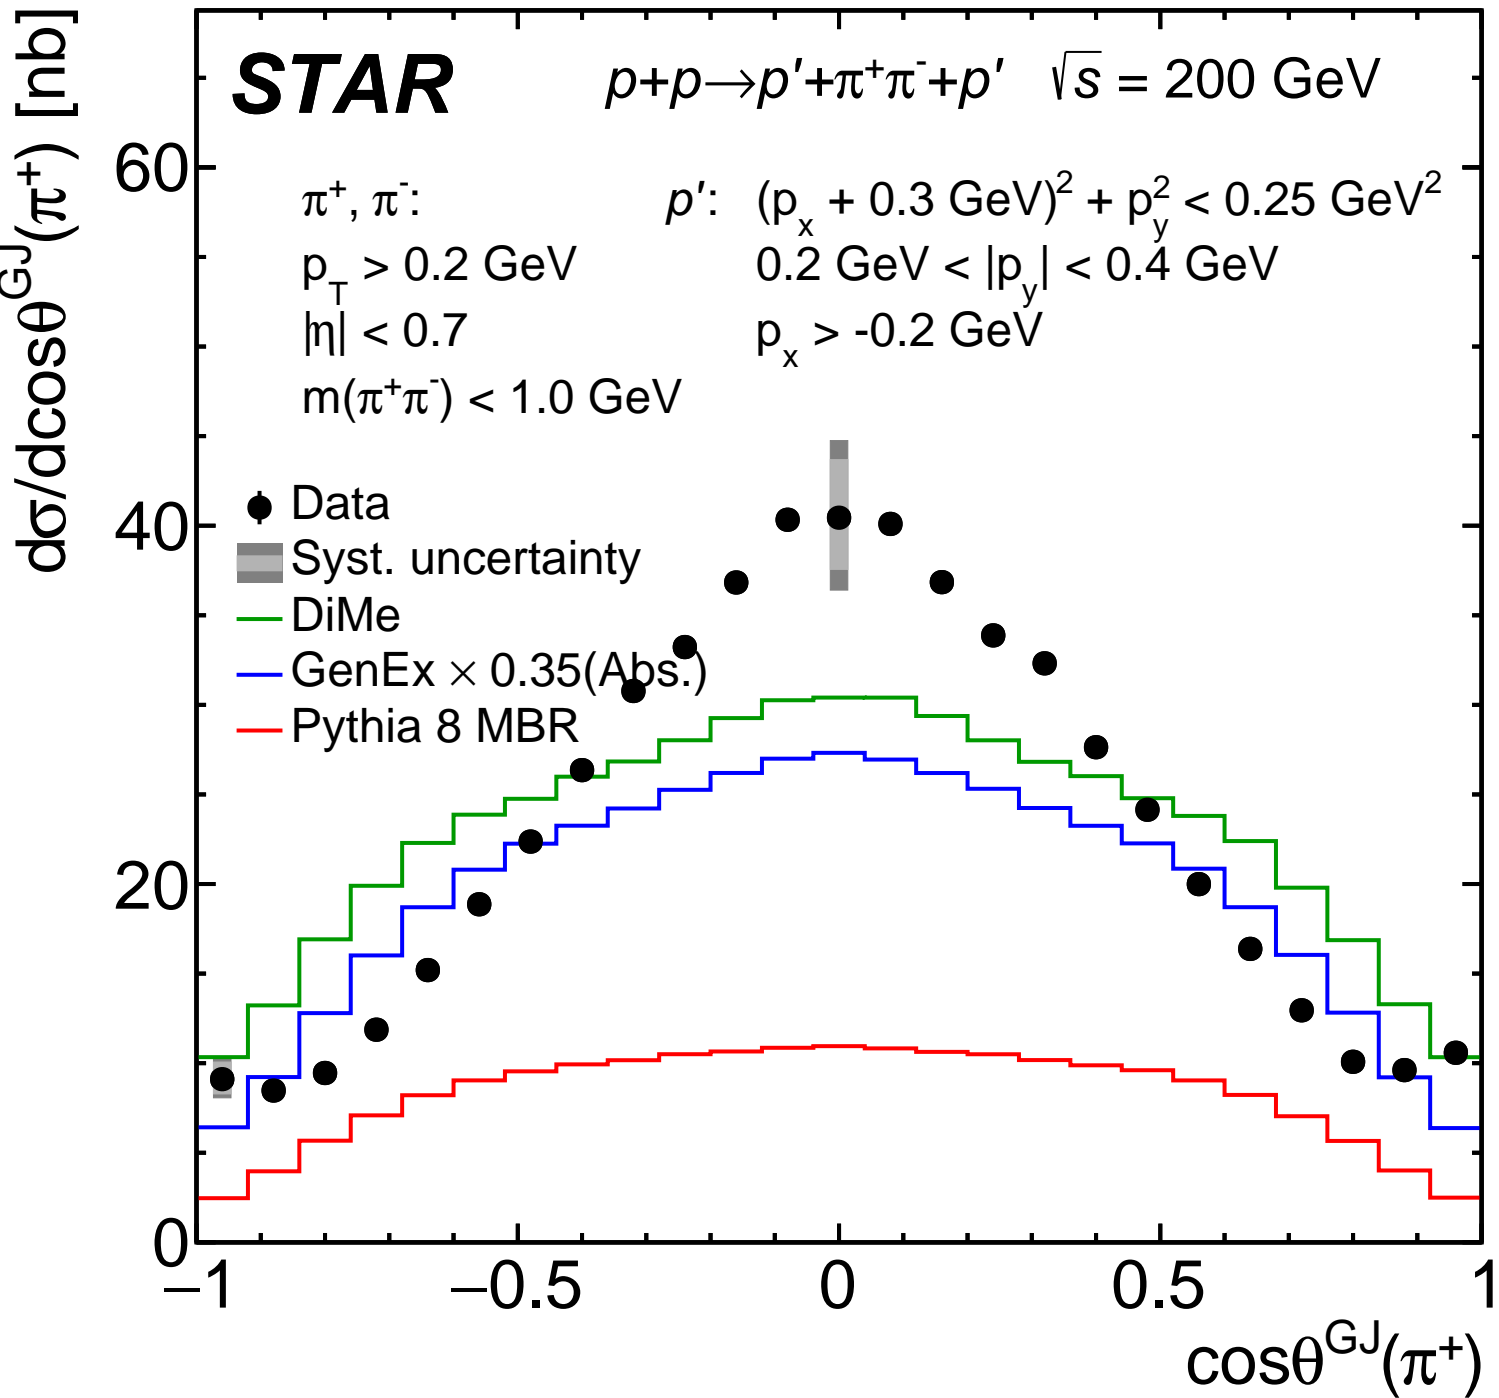 STAR p+p→p′+π⁺π⁻+p′ √s = 200 GeV
π⁺, π⁻: p′: (pₓ + 0.3 GeV)² + p_y² < 0.25 GeV²
p_T > 0.2 GeV 0.2 GeV < |p_y| < 0.4 GeV
|η| < 0.7 pₓ > -0.2 GeV
m(π⁺π⁻) < 1.0 GeV
Data
Syst. uncertainty
DiMe
GenEx × 0.35(Abs.)
Pythia 8 MBR
dσ/dcosθ^GJ(π⁺) [nb]
60
40
20
0
−1 −0.5 0 0.5 1
cosθ^GJ(π⁺)